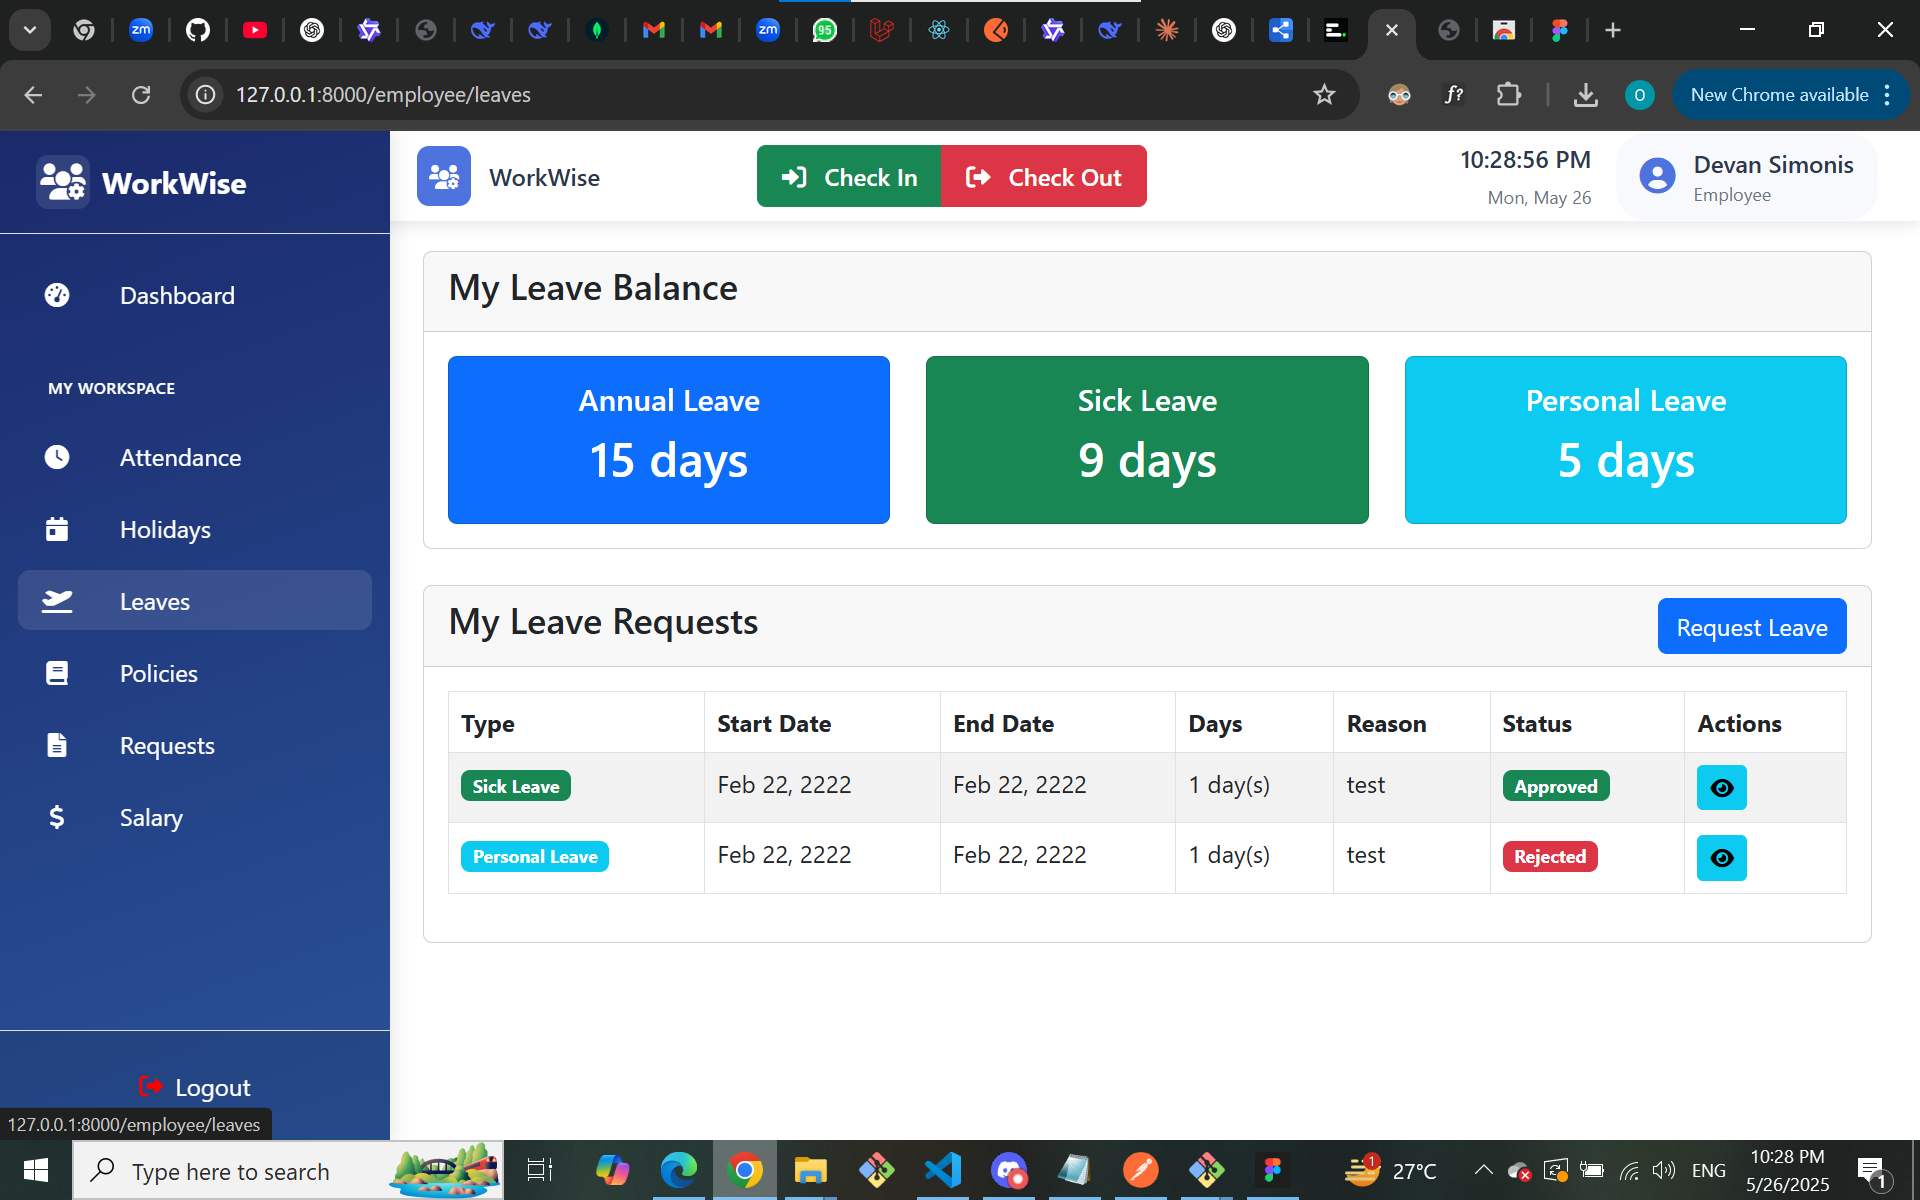 zm
zm
95
127.0.0.1:8000/employee/leaves
f?
O
New Chrome available
WorkWise
WorkWise
Check In
Check Out
10:28:56 PM
Mon, May 26
Devan Simonis
Employee
Dashboard
MY WORKSPACE
Attendance
Holidays
Leaves
Policies
Requests
Salary
Logout
My Leave Balance
Annual Leave
15 days
Sick Leave
9 days
Personal Leave
5 days
My Leave Requests
Request Leave
Type Start Date End Date Days Reason Status Actions
Sick Leave Feb 22, 2222 Feb 22, 2222 1 day(s) test Approved
Personal Leave Feb 22, 2222 Feb 22, 2222 1 day(s) test Rejected
127.0.0.1:8000/employee/leaves
Type here to search
1
27°C
ENG
10:28 PM
5/26/2025
1